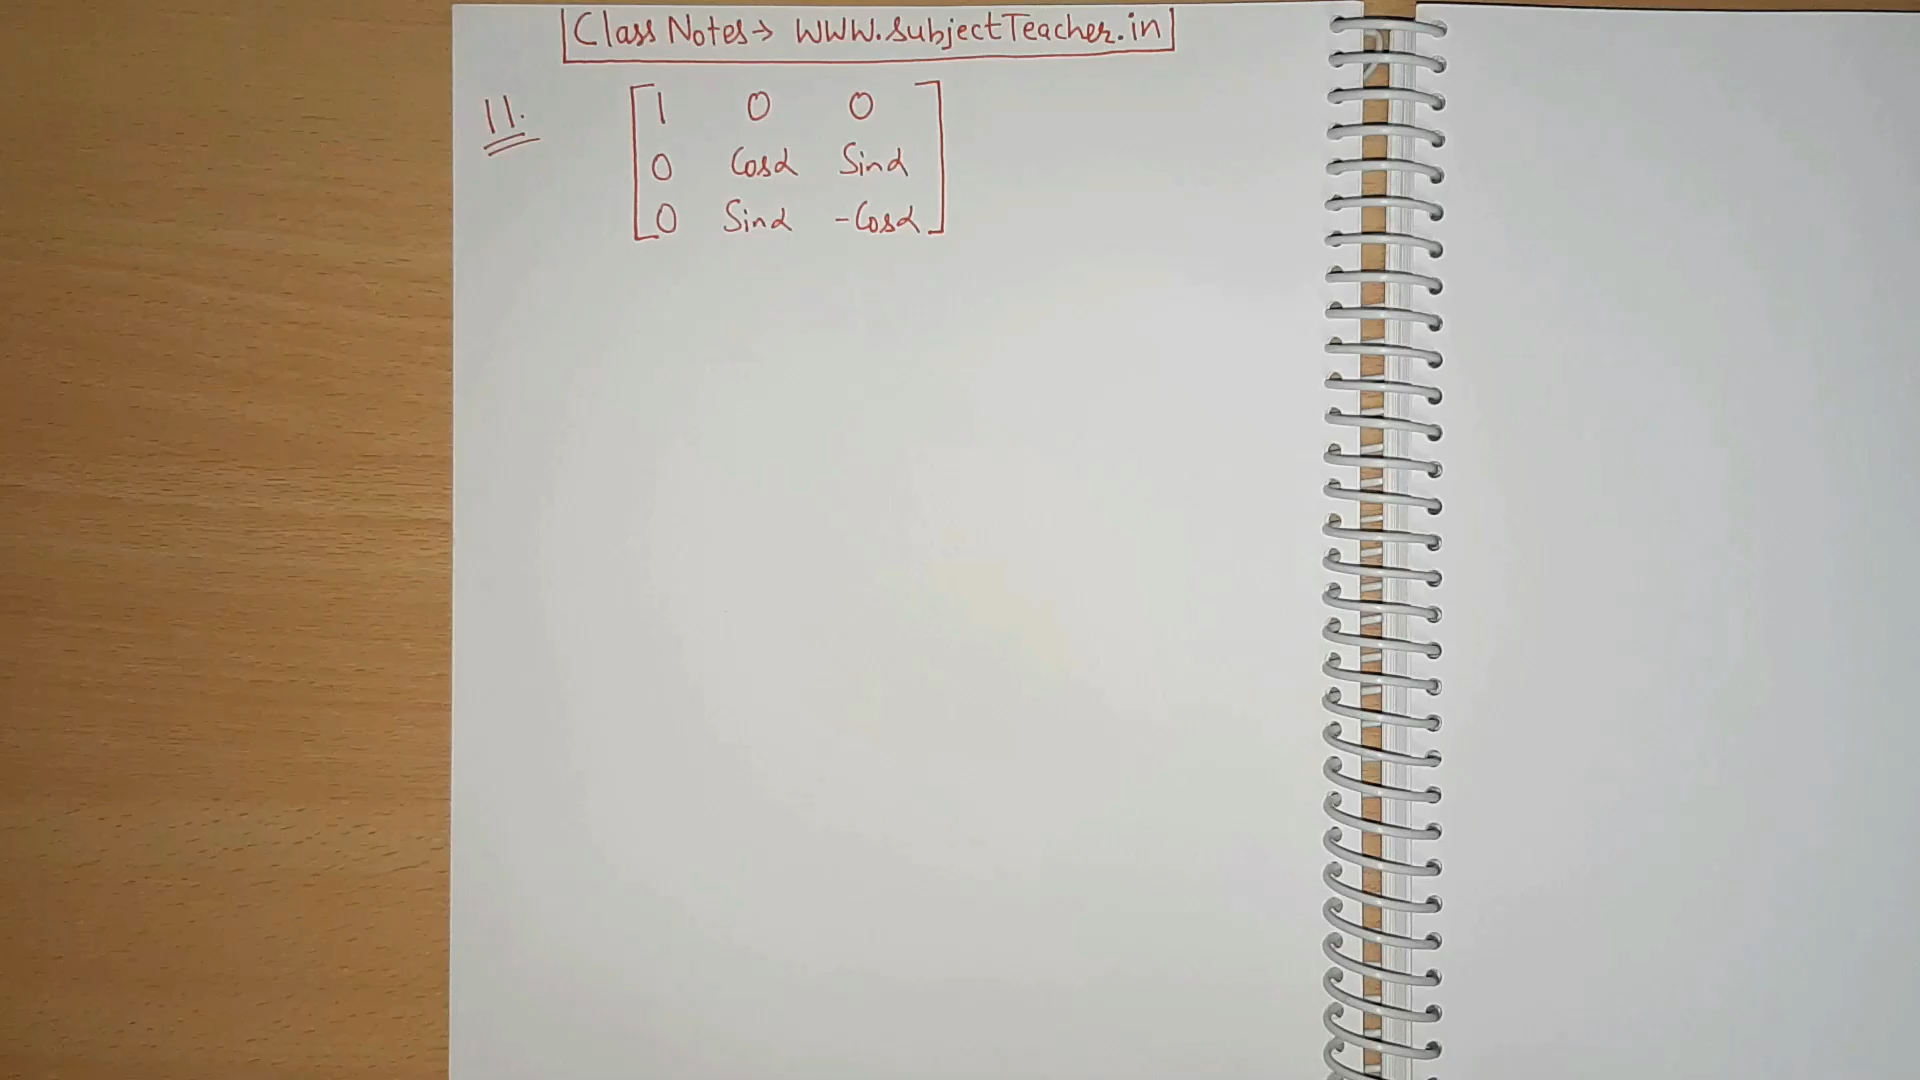 Class Notes → WWW.subjectTeacher.in
11.
1 0 0
0 Cosα Sinα
0 Sinα -Cosα